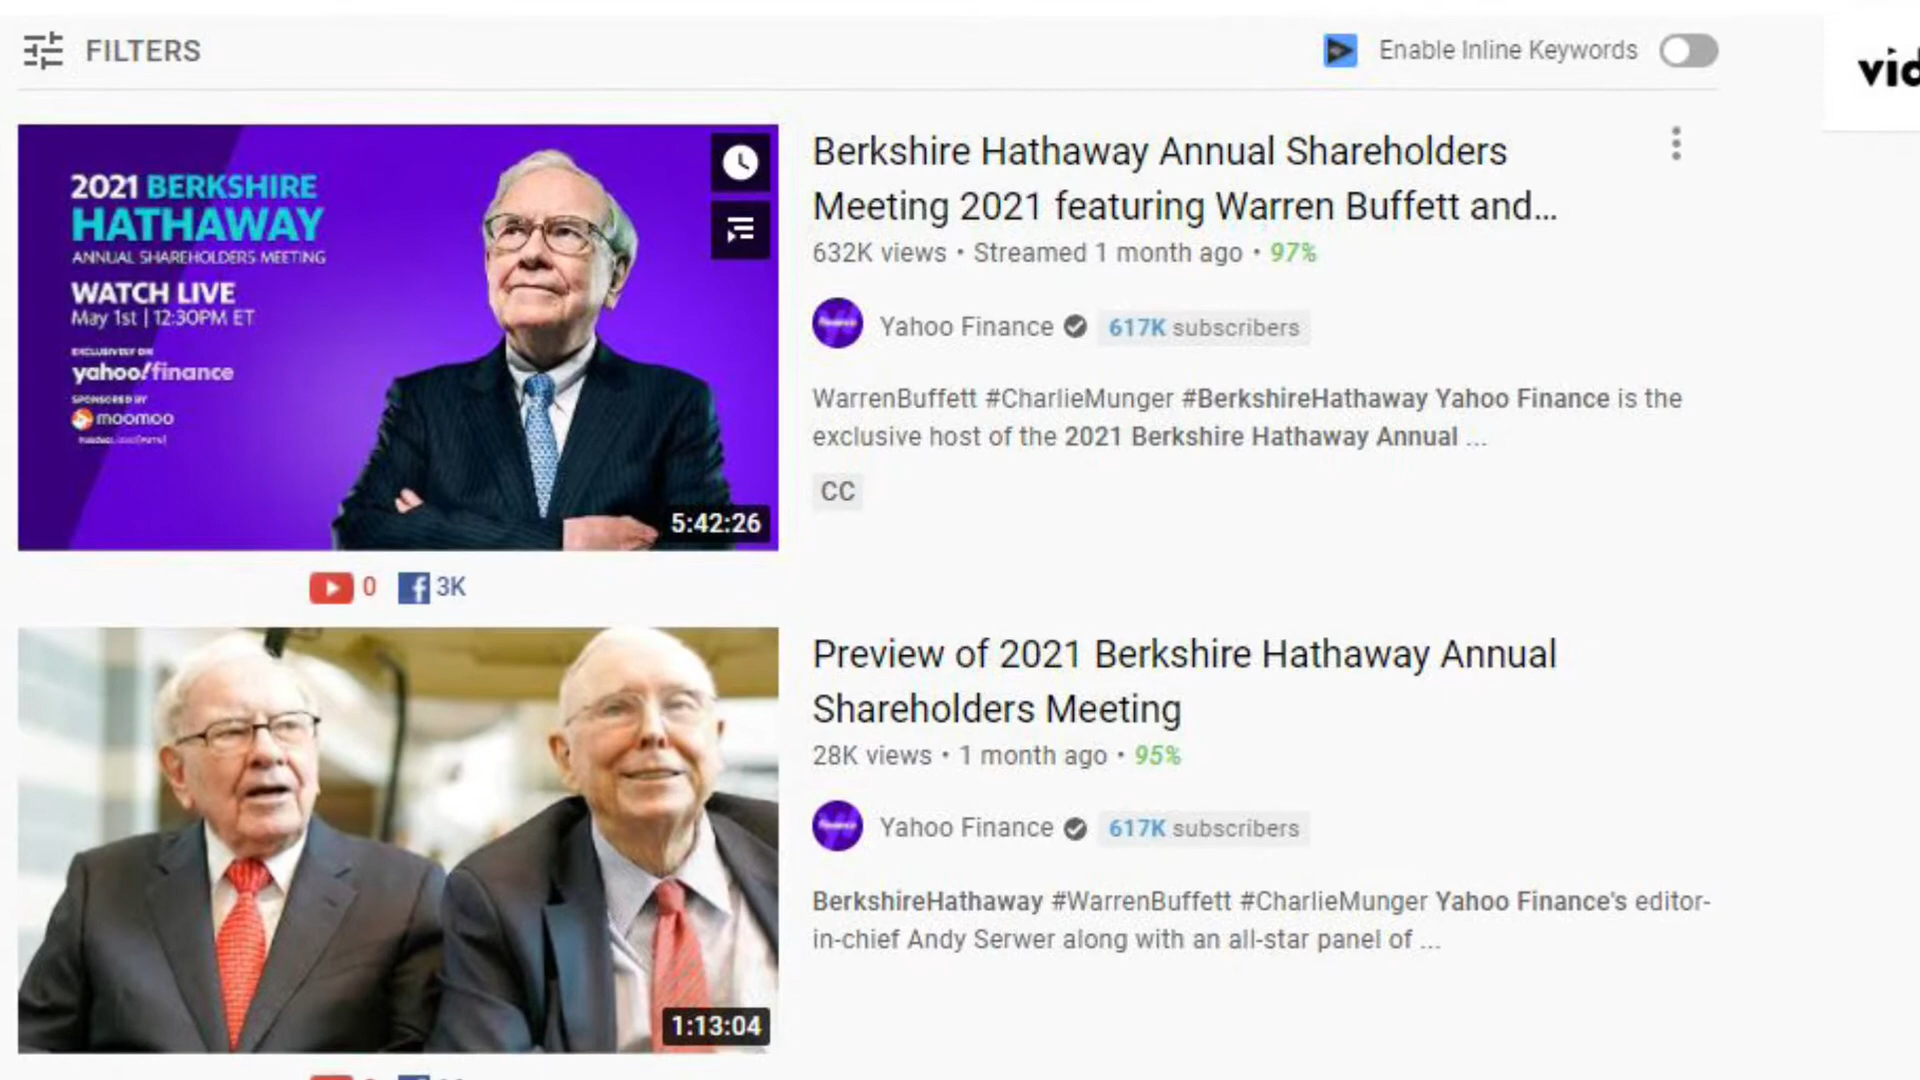 FILTERS
Enable Inline Keywords
vid
2021 BERKSHIRE
HATHAWAY
ANNUAL SHAREHOLDERS MEETING
WATCH LIVE
May 1st | 12:30PM ET
EXCLUSIVELY ON
yahoo!finance
SPONSORED BY
moomoo
5:42:26
0
3K
Berkshire Hathaway Annual Shareholders
Meeting 2021 featuring Warren Buffett and...
632K views • Streamed 1 month ago • 97%
Yahoo Finance
617K subscribers
WarrenBuffett #CharlieMunger #BerkshireHathaway Yahoo Finance is the
exclusive host of the 2021 Berkshire Hathaway Annual ...
CC
1:13:04
Preview of 2021 Berkshire Hathaway Annual
Shareholders Meeting
28K views • 1 month ago • 95%
Yahoo Finance
617K subscribers
BerkshireHathaway #WarrenBuffett #CharlieMunger Yahoo Finance's editor-
in-chief Andy Serwer along with an all-star panel of ...